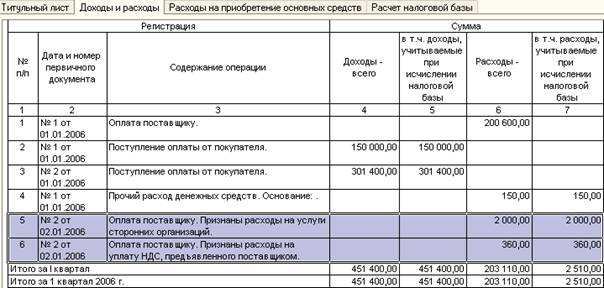 Титульный лист Доходы и расходы Расходы на приобретение основных средств Расчет налоговой базы
Регистрация Сумма
№ п/п Дата и номер первичного документа Содержание операции Доходы - всего в т.ч. доходы, учитываемые при исчислении налоговой базы Расходы - всего в т.ч. расходы, учитываемые при исчислении налоговой базы
1 2 3 4 5 6 7
1 № 1 от Оплата поставщику. 200 600,00
01.01.2006
2 № 1 от Поступление оплаты от покупателя. 150 000,00 150 000,00
01.01.2006
3 № 2 от Поступление оплаты от покупателя. 301 400,00 301 400,00
01.01.2006
4 № 1 от Прочий расход денежных средств. Основание: . 150,00 150,00
01.01.2006
5 № 2 от Оплата поставщику. Признаны расходы на услуги 2 000,00 2 000,00
02.01.2006 сторонних организаций.
6 № 2 от Оплата поставщику. Признаны расходы на 360,00 360,00
02.01.2006 уплату НДС, предъявленного поставщиком.
Итого за I квартал 451 400,00 451 400,00 203 110,00 2 510,00
Итого за 1 квартал 2006 г. 451 400,00 451 400,00 203 110,00 2 510,00